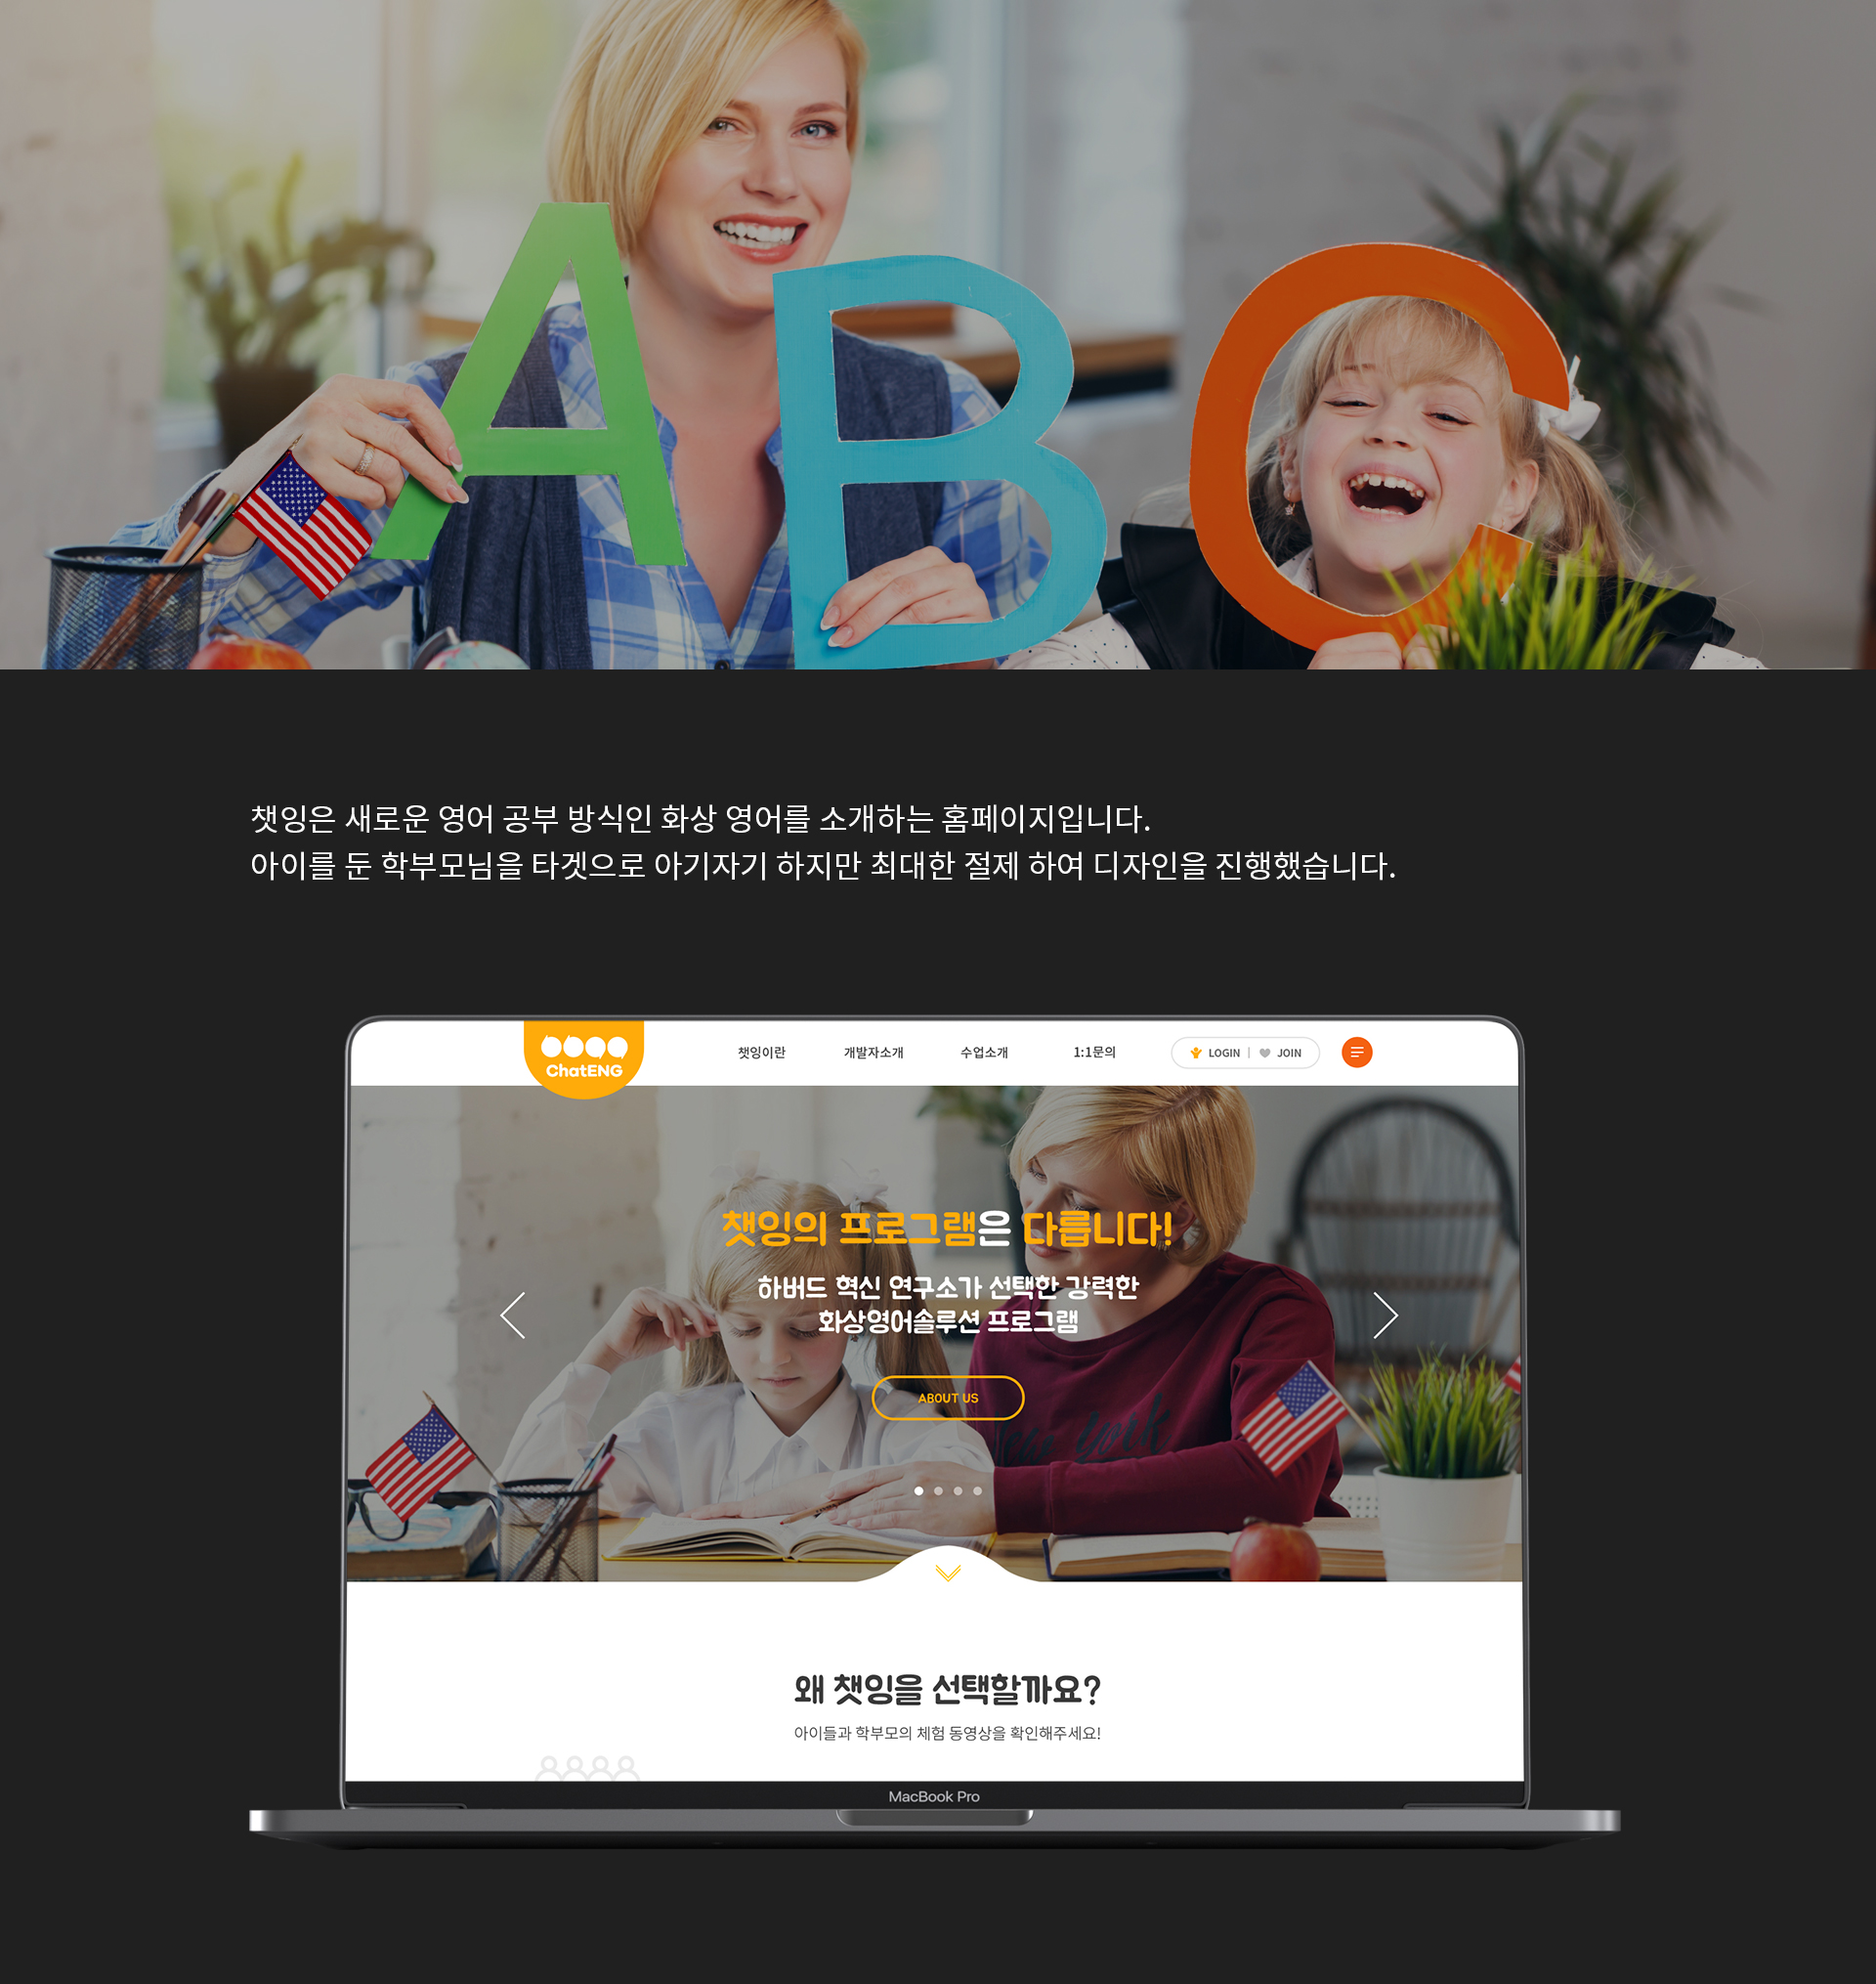 A B C
챗잉은 새로운 영어 공부 방식인 화상 영어를 소개하는 홈페이지입니다.
아이를 둔 학부모님을 타겟으로 아기자기 하지만 최대한 절제 하여 디자인을 진행했습니다.
ChatENG
챗잉이란 개발자소개 수업소개 1:1문의 LOGIN | JOIN
챗잉의 프로그램은 다릅니다!
하버드 혁신 연구소가 선택한 강력한
화상영어솔루션 프로그램
ABOUT US
왜 챗잉을 선택할까요?
아이들과 학부모의 체험 동영상을 확인해주세요!
MacBook Pro